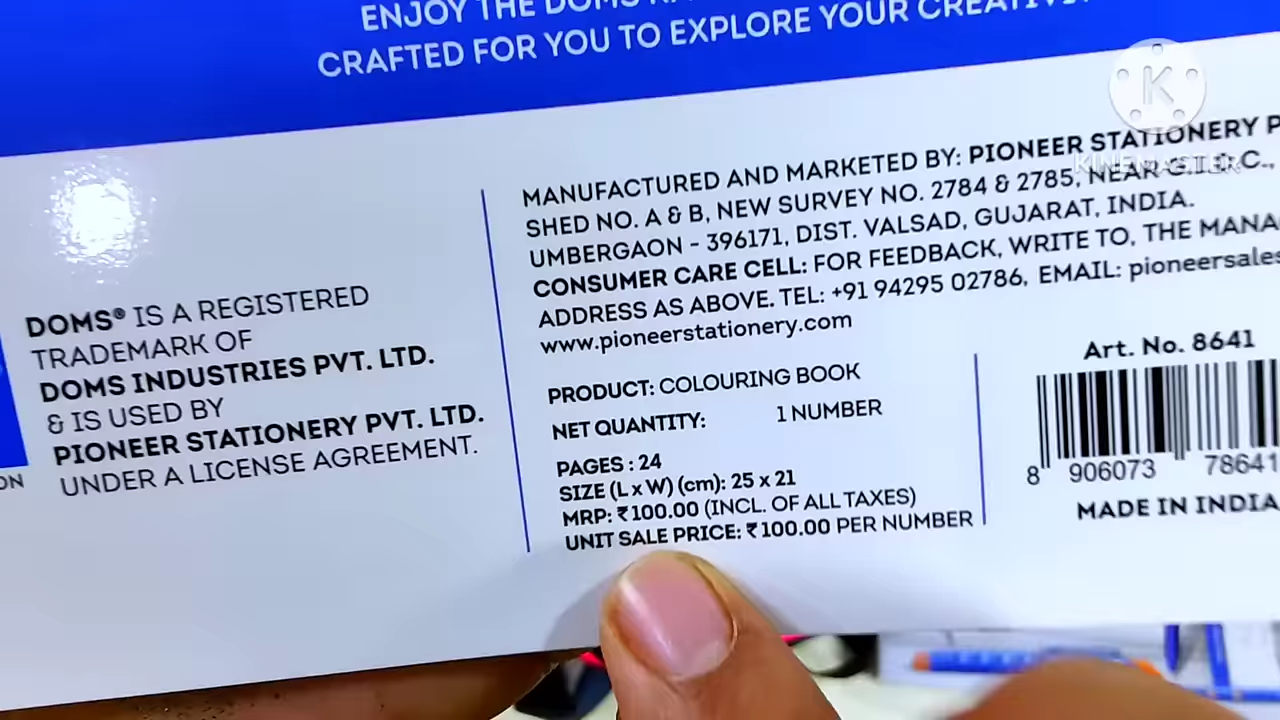 ENJOY THE DOMS
CRAFTED FOR YOU TO EXPLORE YOUR CREATIVI
K
KINEMASTER
DOMS® IS A REGISTERED
TRADEMARK OF
DOMS INDUSTRIES PVT. LTD.
& IS USED BY
PIONEER STATIONERY PVT. LTD.
UNDER A LICENSE AGREEMENT.
ON
MANUFACTURED AND MARKETED BY: PIONEER STATIONERY P
SHED NO. A & B, NEW SURVEY NO. 2784 & 2785, NEAR G.I.D.C.,
UMBERGAON - 396171, DIST. VALSAD, GUJARAT, INDIA.
CONSUMER CARE CELL: FOR FEEDBACK, WRITE TO, THE MANA
ADDRESS AS ABOVE. TEL: +91 94295 02786, EMAIL: pioneersales
www.pioneerstationery.com
PRODUCT: COLOURING BOOK
NET QUANTITY: 1 NUMBER
PAGES : 24
SIZE (L x W) (cm): 25 x 21
MRP: ₹100.00 (INCL. OF ALL TAXES)
UNIT SALE PRICE: ₹100.00 PER NUMBER
Art. No. 8641
8 906073 78641
MADE IN INDIA